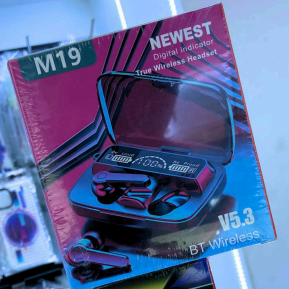 M19
NEWEST
Digital Indicator
True Wireless Headset
V5.3
BT Wireless